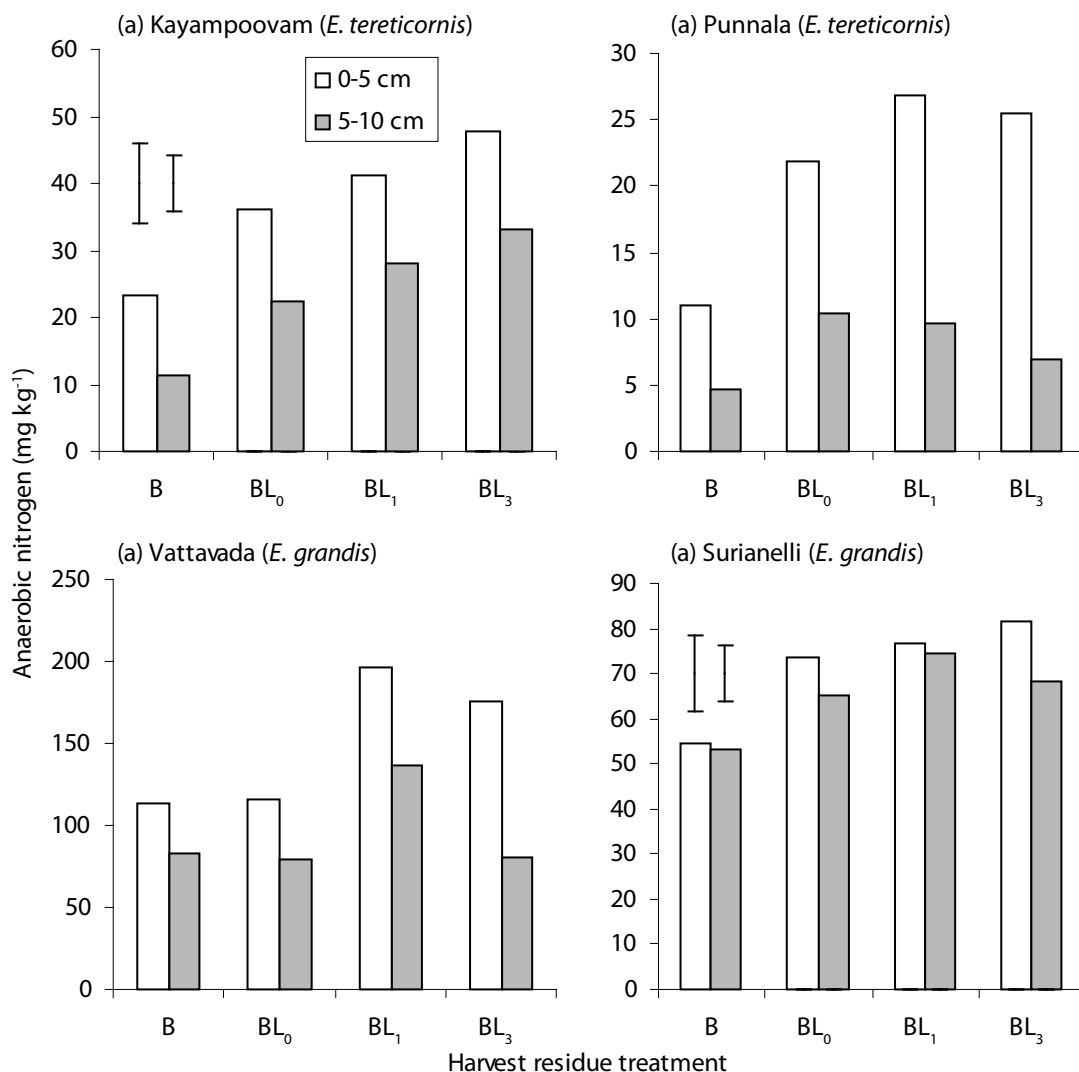 (a) Kayampoovam (E. tereticornis)
60
50
40
30
20
10
0
0-5 cm
5-10 cm
B
BL₀
BL₁
BL₃
(a) Punnala (E. tereticornis)
30
25
20
15
10
5
0
B
BL₀
BL₁
BL₃
Anaerobic nitrogen (mg kg⁻¹)
(a) Vattavada (E. grandis)
250
200
150
100
50
0
B
BL₀
BL₁
BL₃
(a) Surianelli (E. grandis)
90
80
70
60
50
40
30
20
10
0
B
BL₀
BL₁
BL₃
Harvest residue treatment